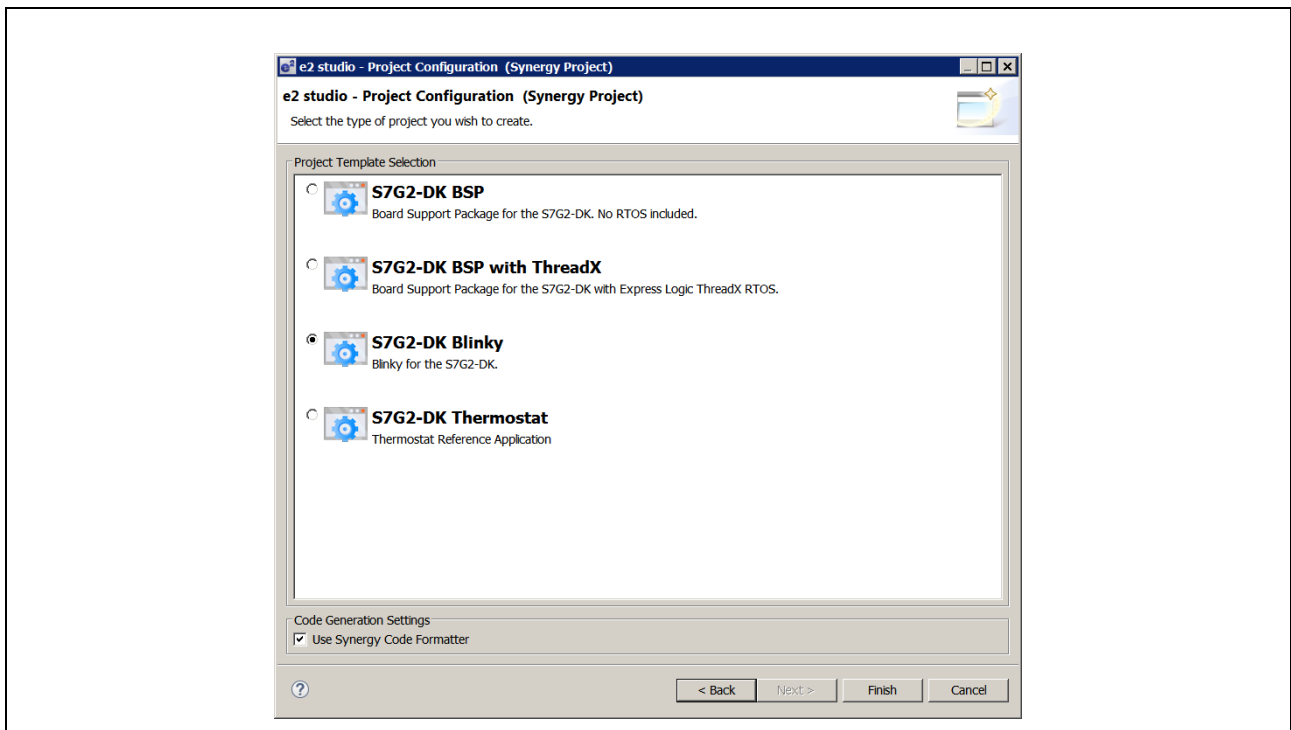 e2 studio - Project Configuration (Synergy Project)
e2 studio - Project Configuration (Synergy Project)
Select the type of project you wish to create.
Project Template Selection
S7G2-DK BSP
Board Support Package for the S7G2-DK. No RTOS included.
S7G2-DK BSP with ThreadX
Board Support Package for the S7G2-DK with Express Logic ThreadX RTOS.
S7G2-DK Blinky
Blinky for the S7G2-DK.
S7G2-DK Thermostat
Thermostat Reference Application
Code Generation Settings
Use Synergy Code Formatter
< Back Next > Finish Cancel